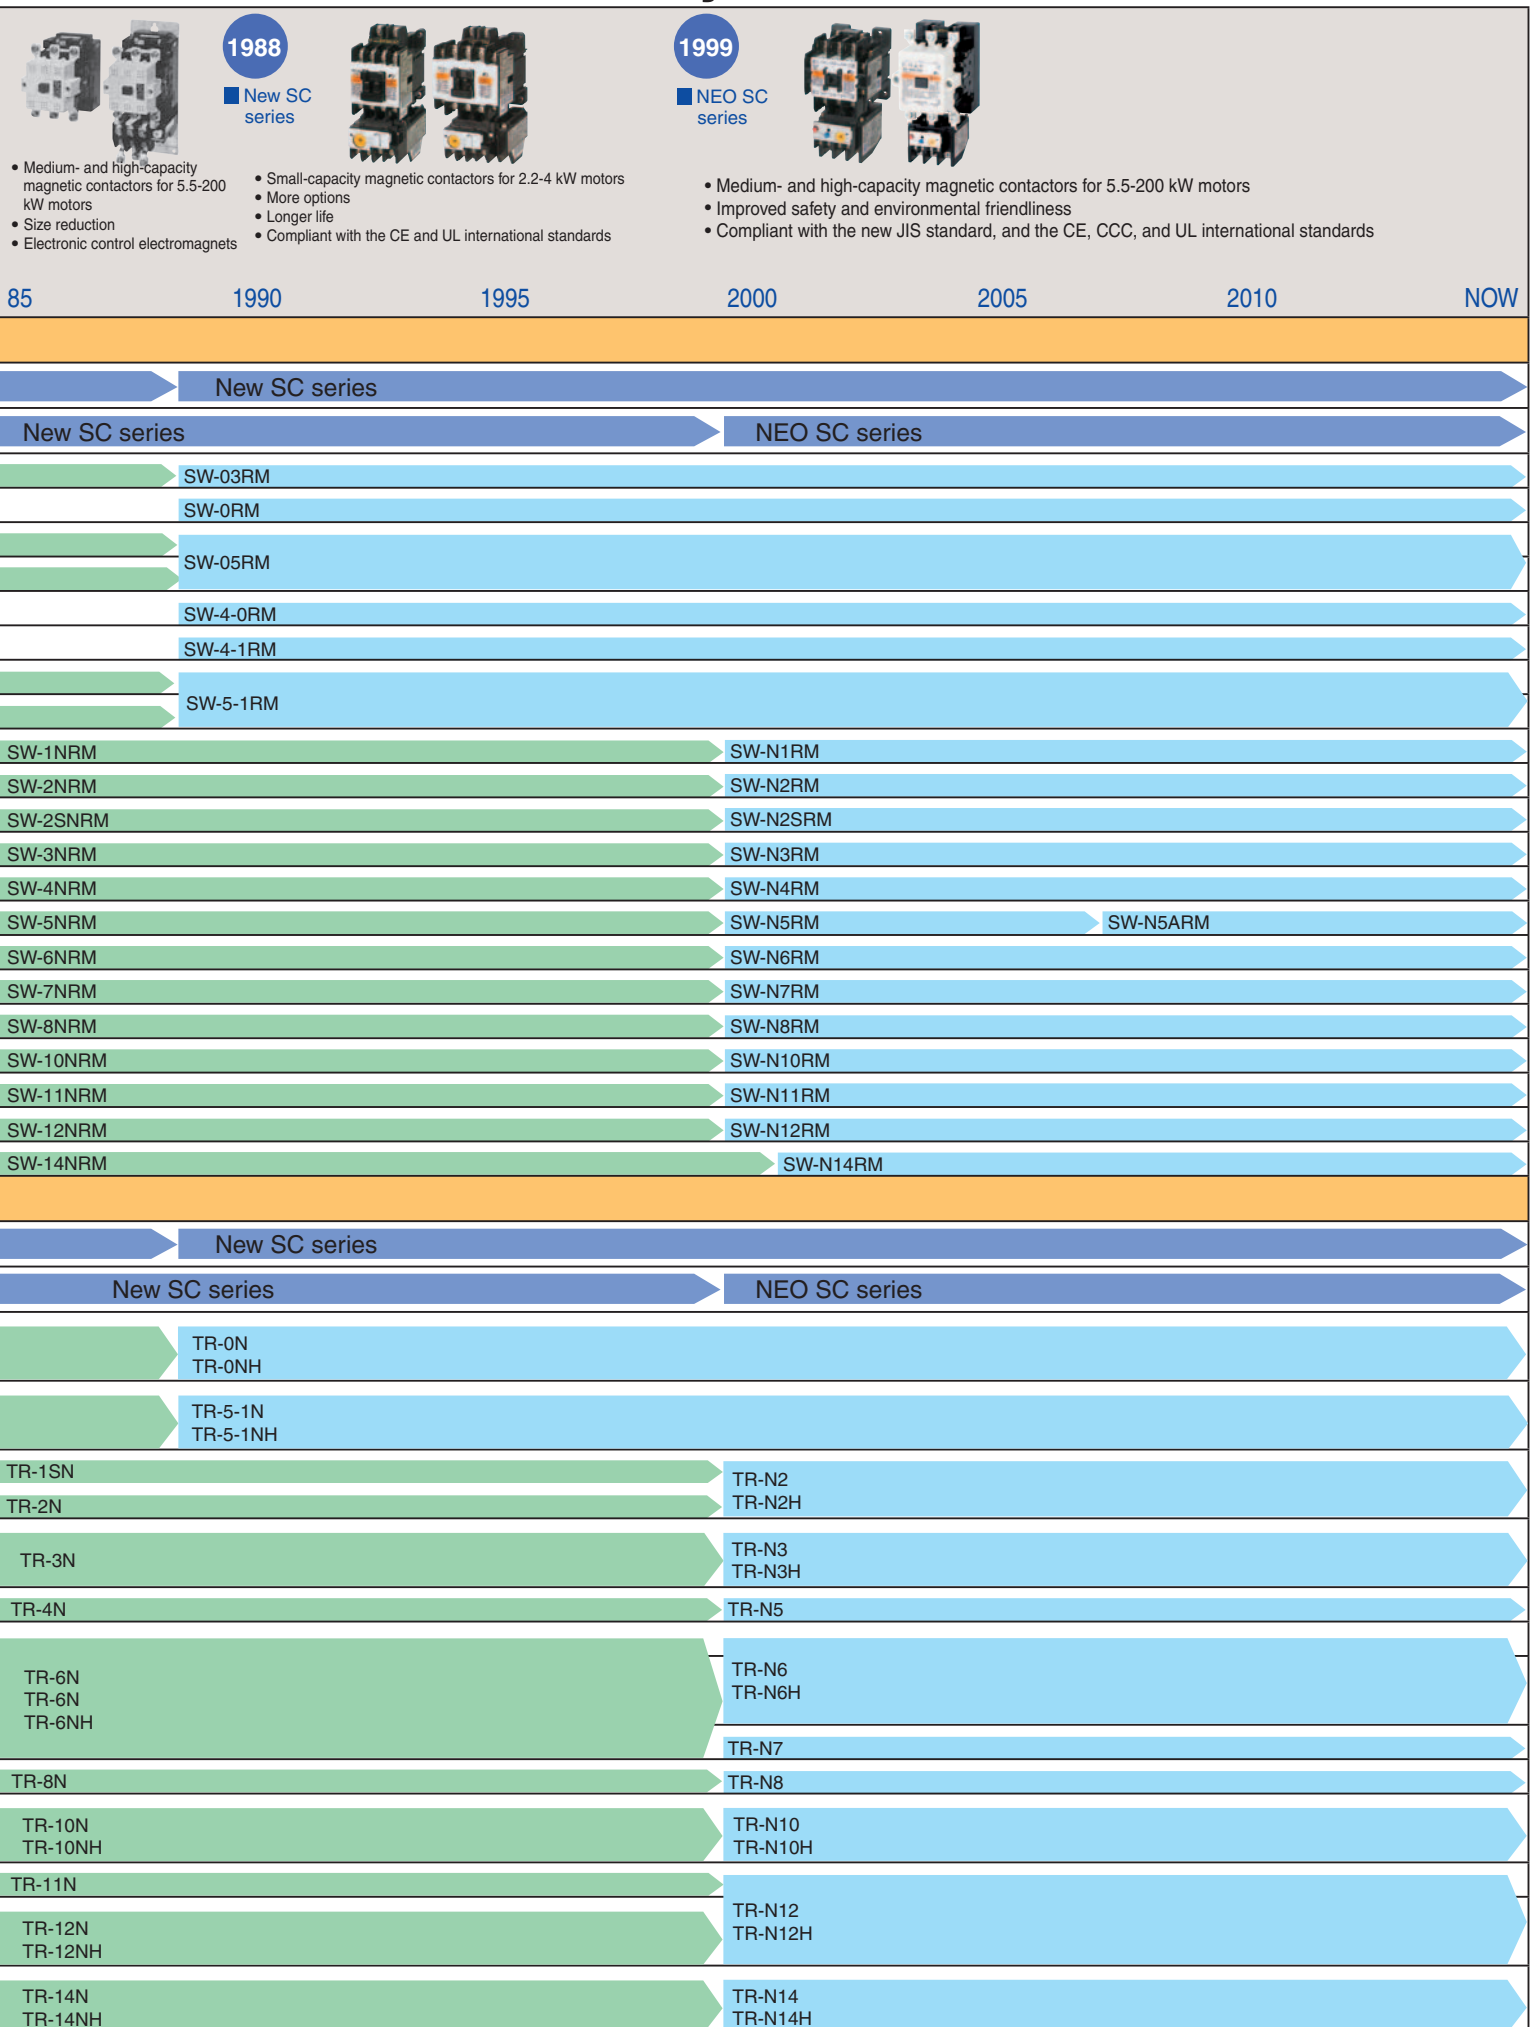 1988
New SC
series
1999
NEO SC
series
• Medium- and high-capacity
magnetic contactors for 5.5-200
kW motors
• Size reduction
• Electronic control electromagnets
• Small-capacity magnetic contactors for 2.2-4 kW motors
• More options
• Longer life
• Compliant with the CE and UL international standards
• Medium- and high-capacity magnetic contactors for 5.5-200 kW motors
• Improved safety and environmental friendliness
• Compliant with the new JIS standard, and the CE, CCC, and UL international standards
85 1990 1995 2000 2005 2010 NOW
New SC series
New SC series NEO SC series
SW-03RM
SW-0RM
SW-05RM
SW-4-0RM
SW-4-1RM
SW-5-1RM
SW-1NRM SW-N1RM
SW-2NRM SW-N2RM
SW-2SNRM SW-N2SRM
SW-3NRM SW-N3RM
SW-4NRM SW-N4RM
SW-5NRM SW-N5RM SW-N5ARM
SW-6NRM SW-N6RM
SW-7NRM SW-N7RM
SW-8NRM SW-N8RM
SW-10NRM SW-N10RM
SW-11NRM SW-N11RM
SW-12NRM SW-N12RM
SW-14NRM SW-N14RM
New SC series
New SC series NEO SC series
TR-0N
TR-0NH
TR-5-1N
TR-5-1NH
TR-1SN
TR-2N
TR-N2
TR-N2H
TR-3N
TR-N3
TR-N3H
TR-4N TR-N5
TR-6N
TR-6N
TR-6NH
TR-N6
TR-N6H
TR-N7
TR-8N TR-N8
TR-10N
TR-10NH
TR-N10
TR-N10H
TR-11N
TR-12N
TR-12NH
TR-N12
TR-N12H
TR-14N
TR-14NH
TR-N14
TR-N14H